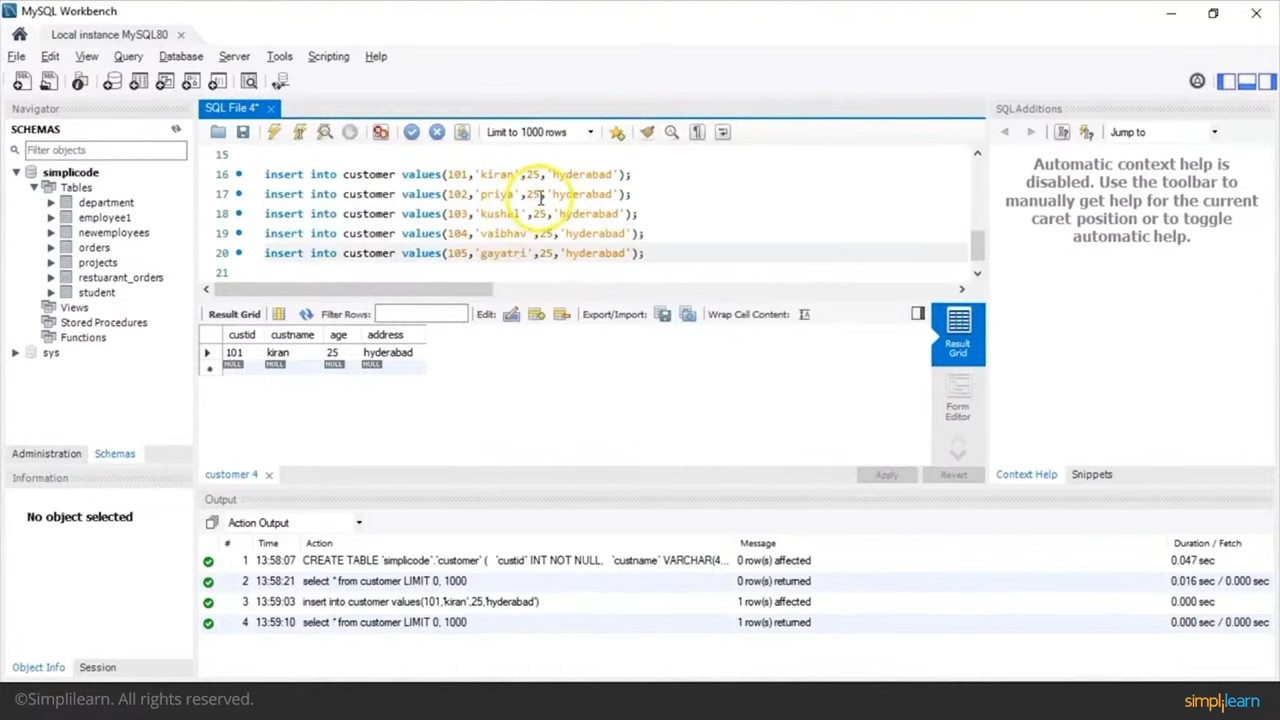 MySQL Workbench
Local instance MySQL80
File Edit View Query Database Server Tools Scripting Help
Navigator
SCHEMAS
Filter objects
simplicode
Tables
department
employee1
newemployees
orders
projects
restuarant_orders
student
Views
Stored Procedures
Functions
sys
Administration Schemas
Information
No object selected
Object Info Session
SQL File 4*
Limit to 1000 rows
15
16 insert into customer values(101,'kiran',25,'hyderabad');
17 insert into customer values(102,'priya',25,'hyderabad');
18 insert into customer values(103,'kushal',25,'hyderabad');
19 insert into customer values(104,'vaibhav',25,'hyderabad');
20 insert into customer values(105,'gayatri',25,'hyderabad');
21
Result Grid Filter Rows: Edit: Export/Import: Wrap Cell Content:
custid custname age address
101 kiran 25 hyderabad
NULL NULL NULL NULL
Result Grid
Form Editor
customer 4
Apply Revert
SQL Additions
Jump to
Automatic context help is
disabled. Use the toolbar to
manually get help for the current
caret position or to toggle
automatic help.
Context Help Snippets
Output
Action Output
# Time Action Message Duration / Fetch
1 13:58:07 CREATE TABLE `simplicode`.`customer` ( `custid` INT NOT NULL, `custname` VARCHAR(4... 0 row(s) affected 0.047 sec
2 13:58:21 select * from customer LIMIT 0, 1000 0 row(s) returned 0.016 sec / 0.000 sec
3 13:59:03 insert into customer values(101,'kiran',25,'hyderabad') 1 row(s) affected 0.000 sec
4 13:59:10 select * from customer LIMIT 0, 1000 1 row(s) returned 0.000 sec / 0.000 sec
©Simplilearn. All rights reserved.
simplilearn